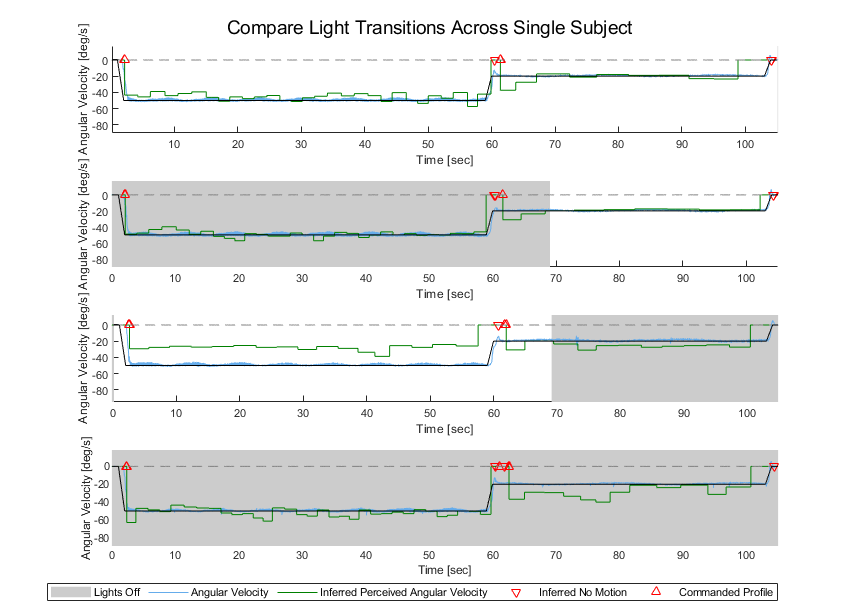 Compare Light Transitions Across Single Subject
Angular Velocity [deg/s]
0
-20
-40
-60
-80
10 20 30 40 50 60 70 80 90 100
Time [sec]
Angular Velocity [deg/s]
0
-20
-40
-60
-80
0 10 20 30 40 50 60 70 80 90 100
Time [sec]
Angular Velocity [deg/s]
0
-20
-40
-60
-80
0 10 20 30 40 50 60 70 80 90 100
Time [sec]
Angular Velocity [deg/s]
0
-20
-40
-60
-80
0 10 20 30 40 50 60 70 80 90 100
Time [sec]
Lights Off Angular Velocity Inferred Perceived Angular Velocity Inferred No Motion Commanded Profile